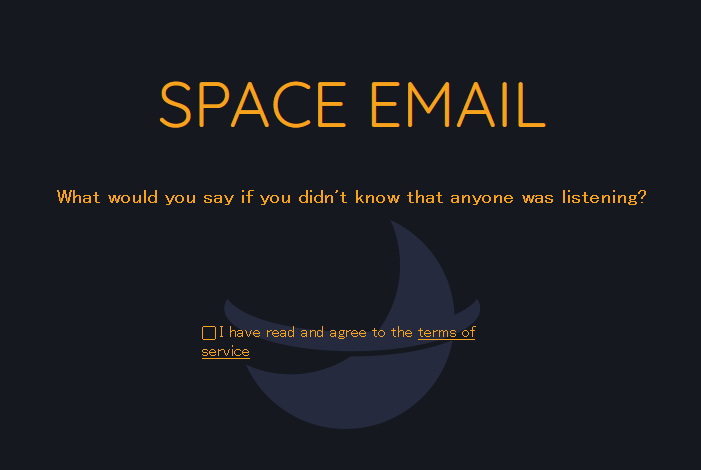 SPACE EMAIL
What would you say if you didn't know that anyone was listening?
I have read and agree to the terms of
service